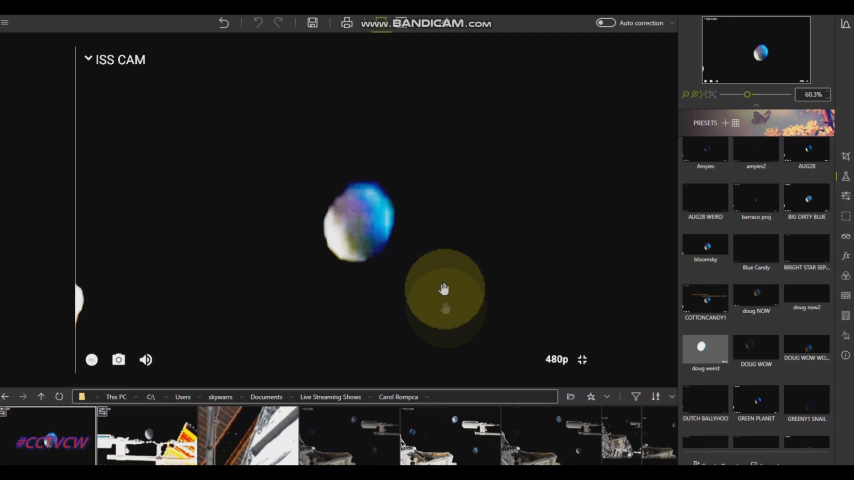 www.BANDICAM.com
Auto correction
ISS CAM
60.3%
PRESETS
Amyies
amyies2
AUG28
AUG28 WEIRD
barraco proj
BIG DIRTY BLUE
bloomsky
Blue Candy
BRIGHT STAR SEP...
COTTONCANDY1
doug NOW
doug now2
doug weird
DOUG WOW
DOUG WOW WO...
DUTCH BALLYHOO
GREEN PLANET
GREENY1 SNAIL
480p
This PC
C:\
Users
skywarrs
Documents
Live Streaming Shows
Carol Rompca
#CCTVCW